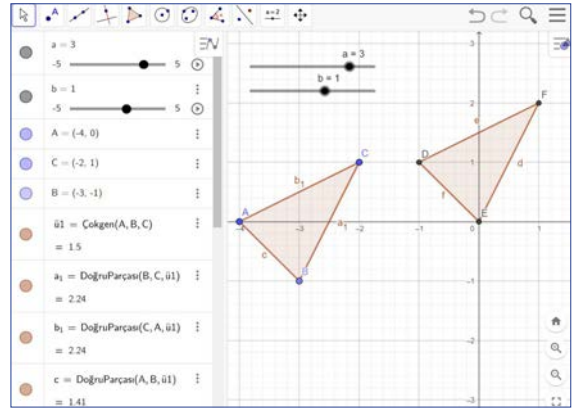 a=2
a = 3
-5
5
b = 1
-5
5
A = (-4, 0)
C = (-2, 1)
B = (-3, -1)
ü1 = Çokgen(A, B, C)
= 1.5
a₁ = DoğruParçası(B, C, ü1)
= 2.24
b₁ = DoğruParçası(C, A, ü1)
= 2.24
c = DoğruParçası(A, B, ü1)
= 1.41
a = 3
b = 1
3
2
1
-1
-2
-3
-4
-3
-2
-1
0
1
A
B
C
b₁
a₁
c
D
E
F
e
d
f